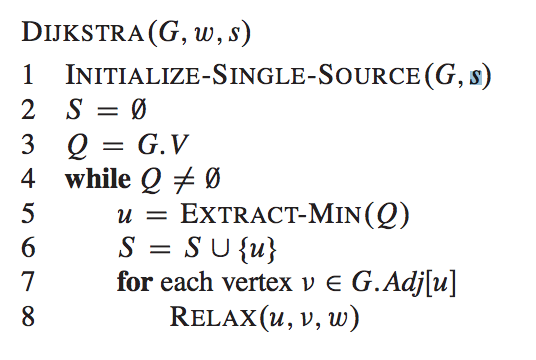 DIJKSTRA(G, w, s)
1 INITIALIZE-SINGLE-SOURCE(G, s)
2 S = ∅
3 Q = G.V
4 while Q ≠ ∅
5 u = EXTRACT-MIN(Q)
6 S = S ∪ {u}
7 for each vertex v ∈ G.Adj[u]
8 RELAX(u, v, w)